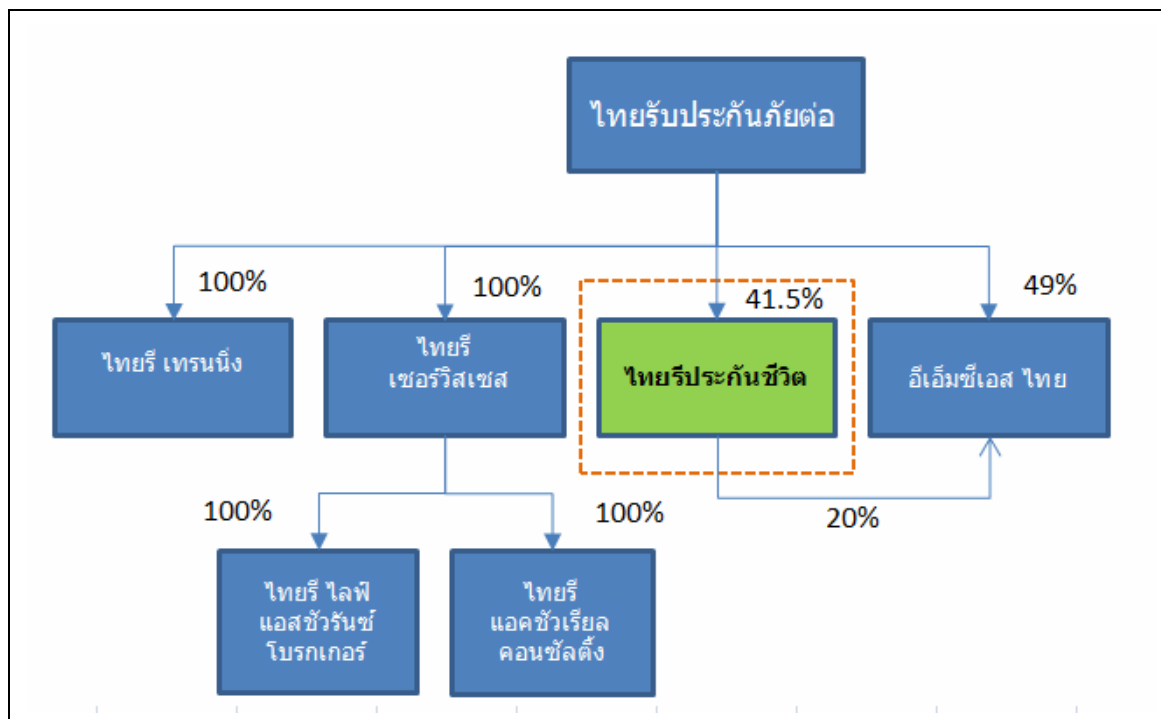 ไทยรับประกันภัยต่อ
100%
100%
41.5%
49%
ไทยรี เทรนนิ่ง
ไทยรี
เซอร์วิสเซส
ไทยรีประกันชีวิต
อีเอ็มซีเอส ไทย
100%
100%
20%
ไทยรี ไลฟ์
แอสชัวรันซ์
โบรกเกอร์
ไทยรี
แอคชัวเรียล
คอนซัลติ้ง